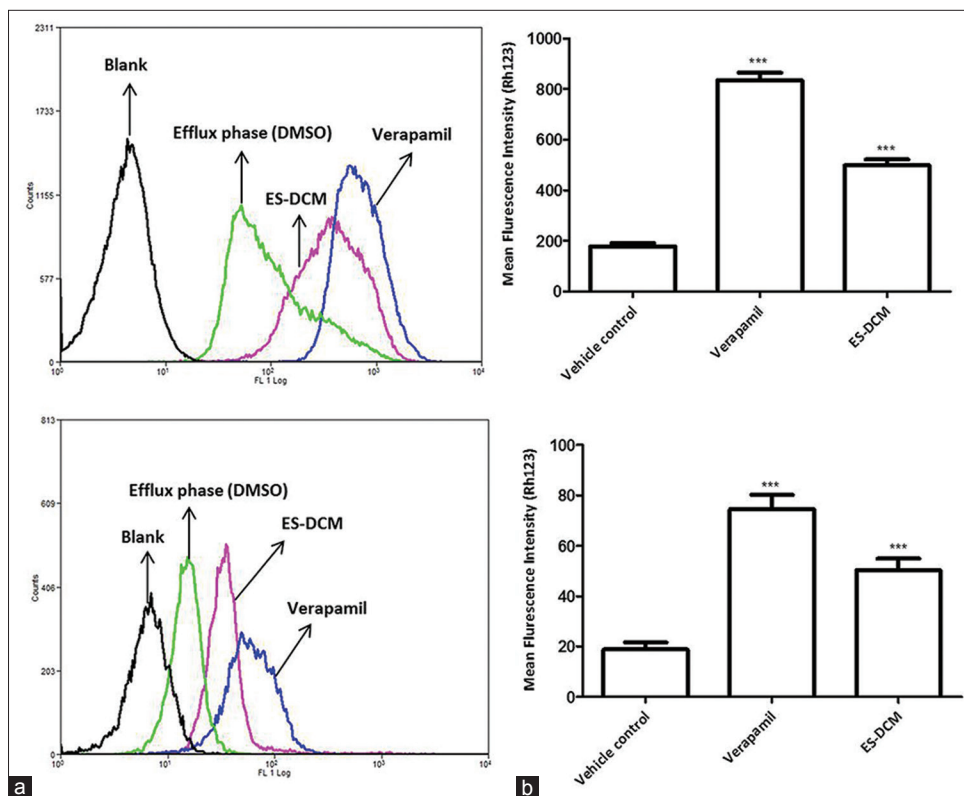 2311
1733
1155
577
0
Counts
Blank
Efflux phase (DMSO)
Verapamil
ES-DCM
10⁰ 10¹ 10² 10³ 10⁴
FL 1 Log
1000
800
600
400
200
0
Mean Flurescence Intensity (Rh123)
***
***
Vehicle control
Verapamil
ES-DCM
813
609
406
203
0
Counts
Efflux phase (DMSO)
ES-DCM
Blank
Verapamil
10⁰ 10¹ 10² 10³ 10⁴
FL 1 Log
a
100
80
60
40
20
0
Mean Flurescence Intensity (Rh123)
***
***
Vehicle control
Verapamil
ES-DCM
b